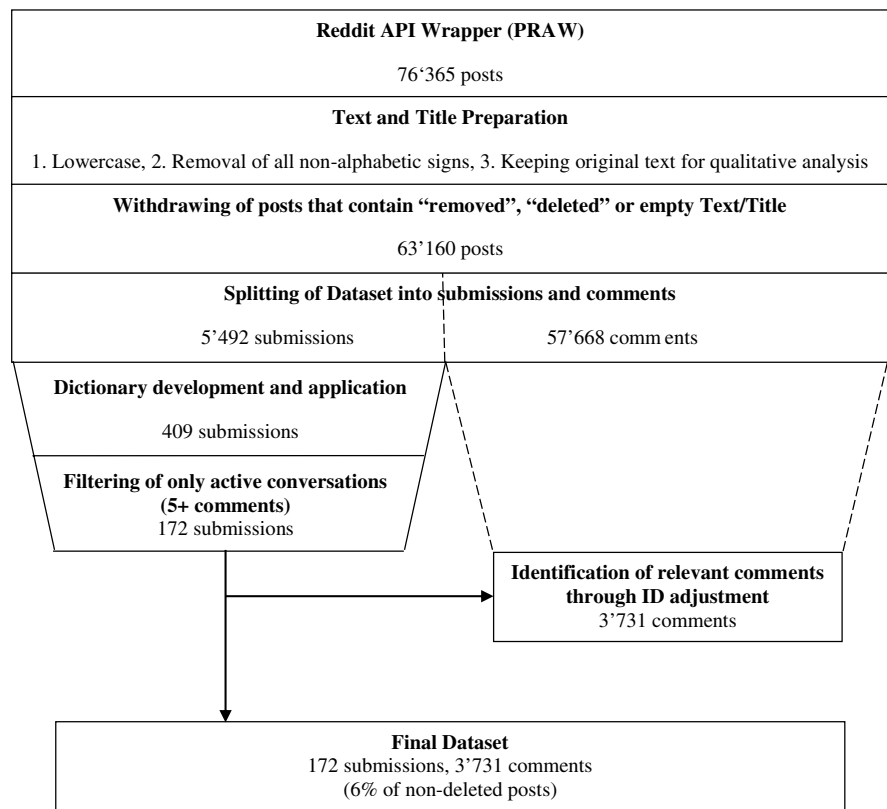 Reddit API Wrapper (PRAW)
76‘365 posts
Text and Title Preparation
1. Lowercase, 2. Removal of all non-alphabetic signs, 3. Keeping original text for qualitative analysis
Withdrawing of posts that contain “removed”, “deleted” or empty Text/Title
63’160 posts
Splitting of Dataset into submissions and comments
5’492 submissions
57’668 comments
Dictionary development and application
409 submissions
Filtering of only active conversations
(5+ comments)
172 submissions
Identification of relevant comments
through ID adjustment
3’731 comments
Final Dataset
172 submissions, 3’731 comments
(6% of non-deleted posts)